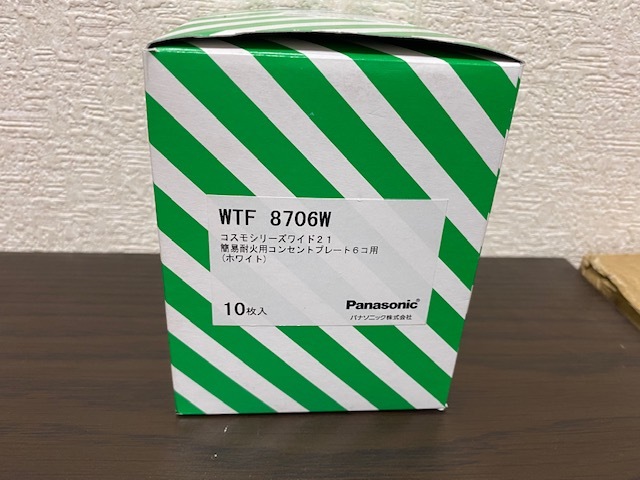 WTF 8706W
コスモシリーズワイド21
簡易耐火用コンセントプレート6コ用
(ホワイト)
10枚入
Panasonic®
パナソニック株式会社